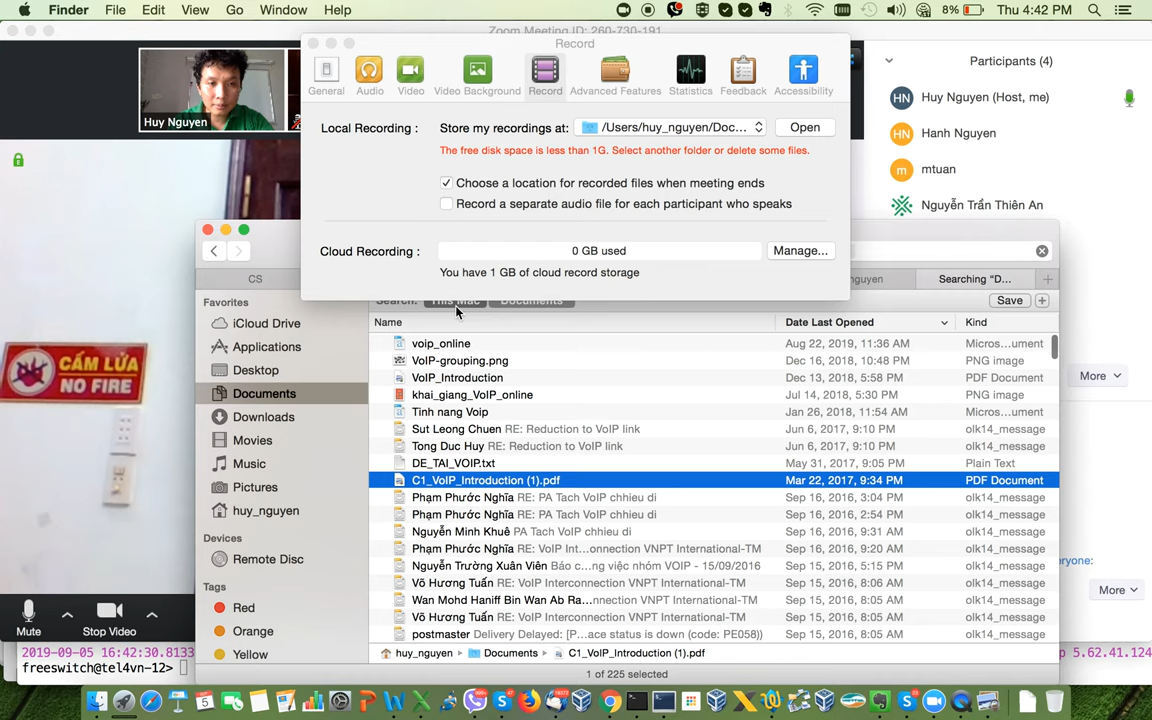 Finder File Edit View Go Window Help 8% Thu 4:42 PM
Zoom Meeting ID: 260-730-191
Record
General Audio Video Video Background Record Advanced Features Statistics Feedback Accessibility
Participants (4)
Huy Nguyen
HN Huy Nguyen (Host, me)
HN Hanh Nguyen
m mtuan
Nguyễn Trần Thiên An
Local Recording : Store my recordings at: /Users/huy_nguyen/Doc... Open
The free disk space is less than 1G. Select another folder or delete some files.
Choose a location for recorded files when meeting ends
Record a separate audio file for each participant who speaks
Cloud Recording : 0 GB used Manage...
You have 1 GB of cloud record storage
CS
Searching “D...
Search: This Mac Documents Save
Name Date Last Opened Kind
Favorites
iCloud Drive
Applications
Desktop
Documents
Downloads
Movies
Music
Pictures
huy_nguyen
Devices
Remote Disc
Tags
Red
Orange
Yellow
voip_online Aug 22, 2019, 11:36 AM Micros...ument
VoIP-grouping.png Dec 16, 2018, 10:48 PM PNG image
VoIP_Introduction Dec 13, 2018, 5:58 PM PDF Document
khai_giang_VoIP_online Jul 14, 2018, 5:30 PM PNG image
Tinh nang Voip Jan 26, 2018, 11:54 AM Micros...ument
Sut Leong Chuen RE: Reduction to VoIP link Jun 6, 2017, 9:10 PM olk14_message
Tong Duc Huy RE: Reduction to VoIP link Jun 6, 2017, 9:10 PM olk14_message
DE_TAI_VOIP.txt May 31, 2017, 9:05 PM Plain Text
C1_VoIP_Introduction (1).pdf Mar 22, 2017, 9:34 PM PDF Document
Phạm Phước Nghĩa RE: PA Tach VoIP chhieu di Sep 16, 2016, 3:04 PM olk14_message
Phạm Phước Nghĩa RE: PA Tach VoIP chhieu di Sep 16, 2016, 2:54 PM olk14_message
Nguyễn Minh Khuê PA Tach VoIP chhieu di Sep 16, 2016, 9:31 AM olk14_message
Phạm Phước Nghĩa RE: VoIP Int...onnection VNPT International-TM Sep 16, 2016, 9:20 AM olk14_message
Nguyễn Trường Xuân Viên Báo c...ng việc nhóm VOIP - 15/09/2016 Sep 15, 2016, 5:15 PM olk14_message
Võ Hương Tuấn RE: VoIP Interconnection VNPT International-TM Sep 15, 2016, 8:06 AM olk14_message
Wan Mohd Haniff Bin Wan Ab Ra...nnection VNPT International-TM Sep 15, 2016, 8:05 AM olk14_message
Võ Hương Tuấn RE: VoIP Interconnection VNPT International-TM Sep 15, 2016, 8:05 AM olk14_message
postmaster Delivery Delayed: [P...ace status is down (code: PE058)) Sep 15, 2016, 8:05 AM olk14_message
huy_nguyen Documents C1_VoIP_Introduction (1).pdf
1 of 225 selected
CẤM LỬA
NO FIRE
More
More
Mute Stop Video
2019-09-05 16:42:30.8133
5.62.41.124
freeswitch@tel4vn-12>